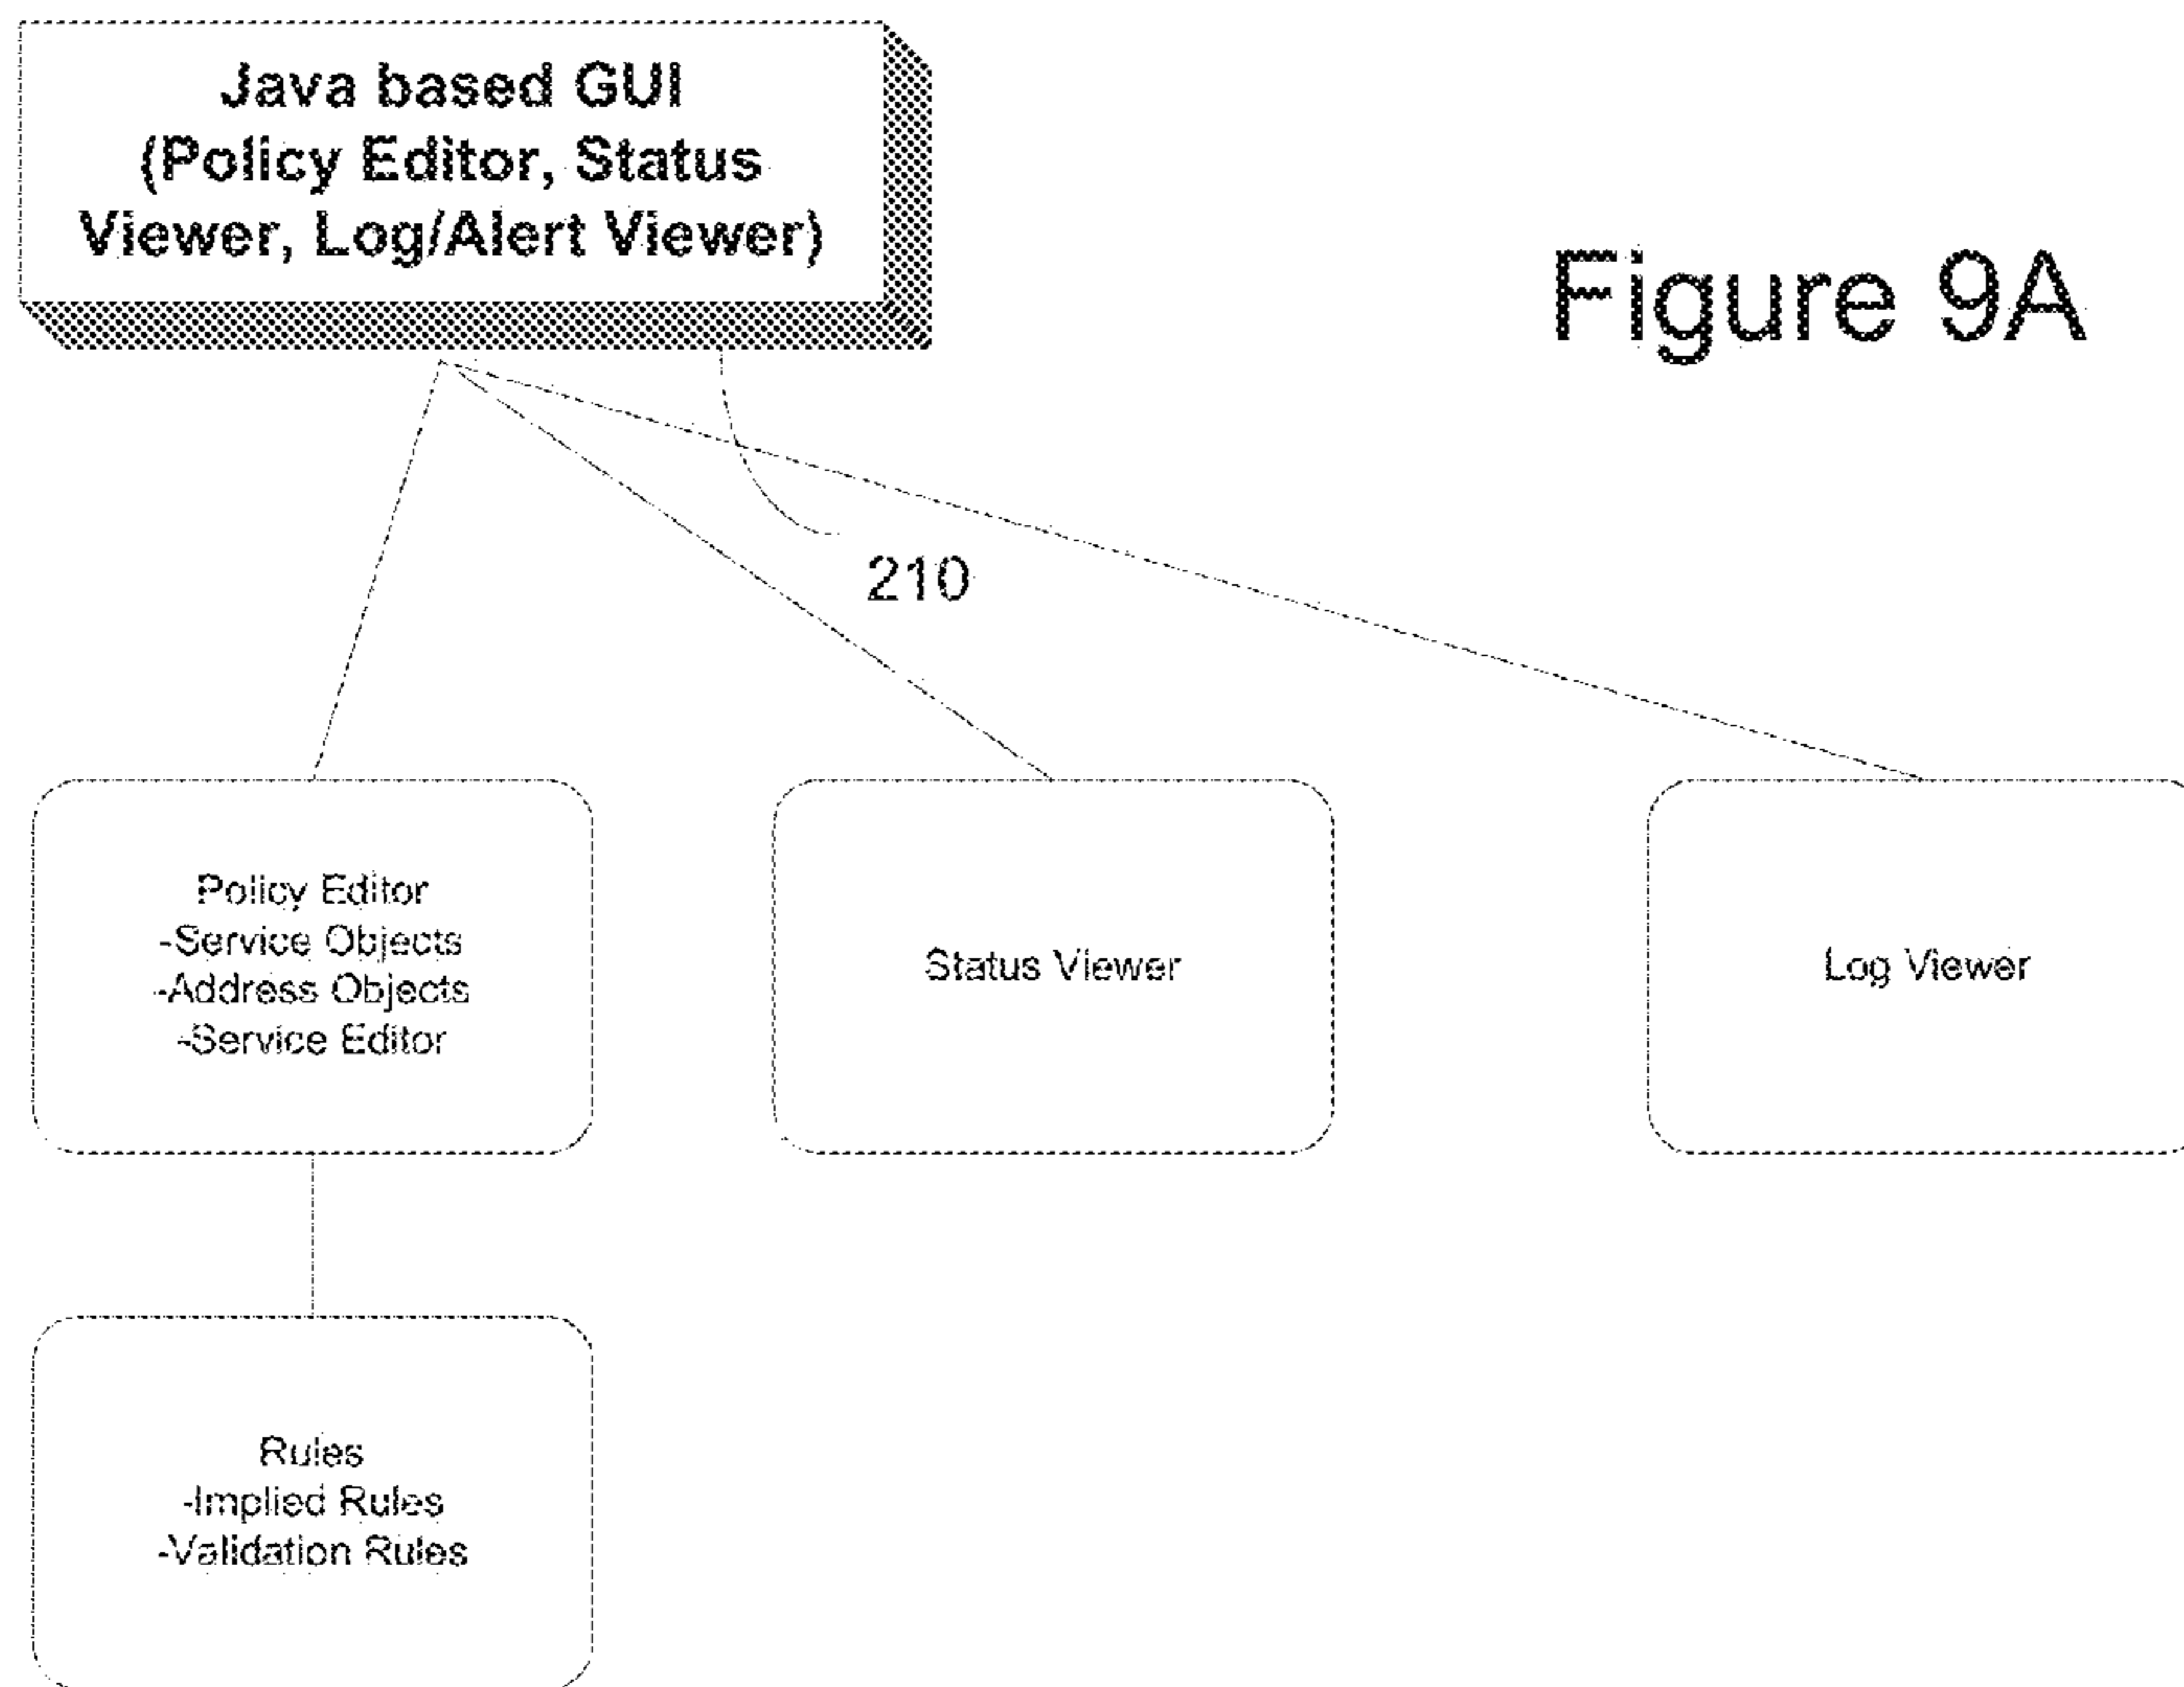 Java based GUI
(Policy Editor, Status
Viewer, Log/Alert Viewer)
Figure 9A
210
Policy Editor
-Service Objects
-Address Objects
-Service Editor
Status Viewer
Log Viewer
Rules
-Implied Rules
-Validation Rules